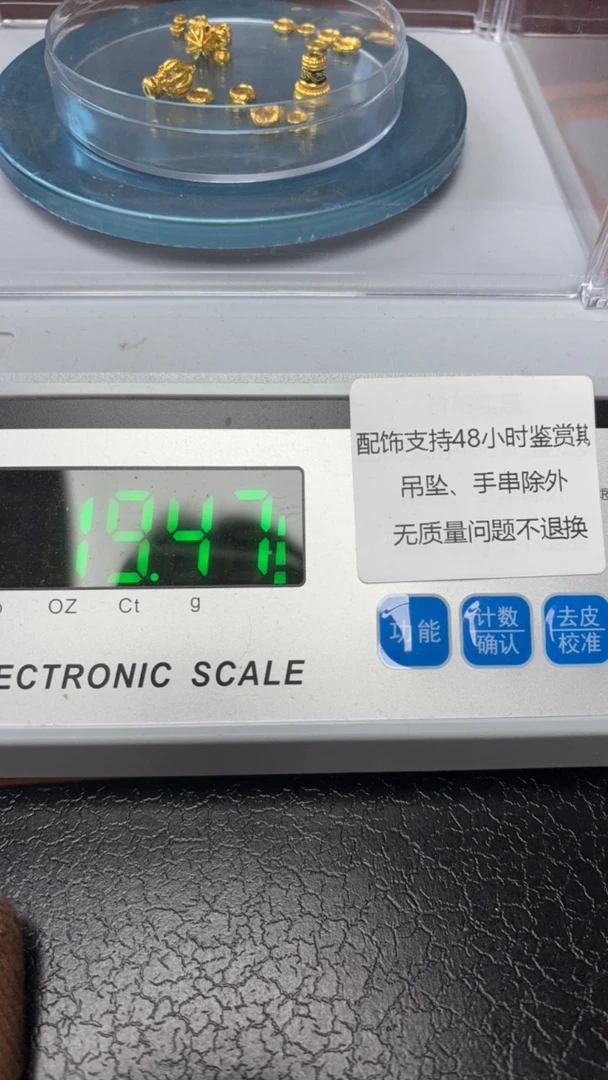 配饰支持48小时鉴赏期
吊坠、手串除外
无质量问题不退换
19.47
OZ Ct g
功能 计数 去皮
确认 校准
ECTRONIC SCALE